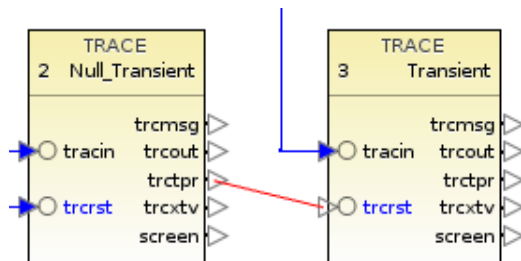 TRACE
2 Null_Transient
trcmsg
tracin trcout
trctpr
trcrst trcxtv
screen
TRACE
3 Transient
trcmsg
tracin trcout
trctpr
trcrst trcxtv
screen